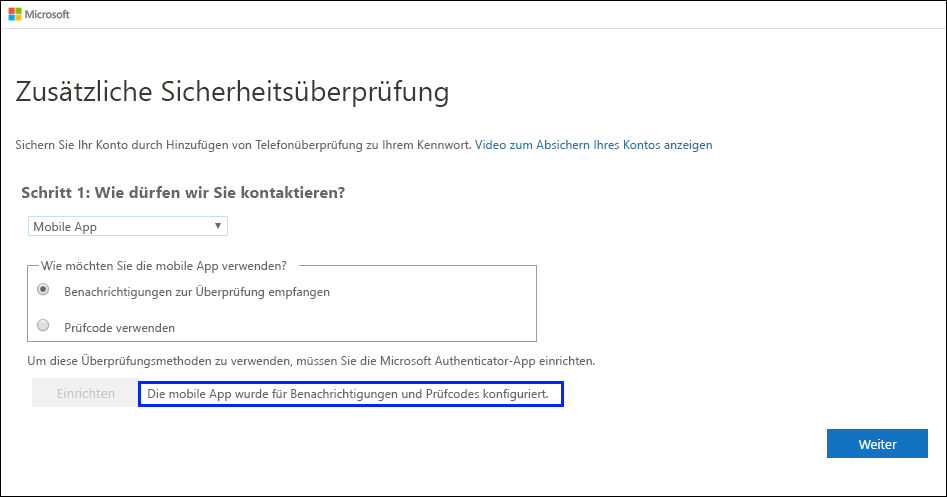 Microsoft
Zusätzliche Sicherheitsüberprüfung
Sichern Sie Ihr Konto durch Hinzufügen von Telefonüberprüfung zu Ihrem Kennwort. Video zum Absichern Ihres Kontos anzeigen
Schritt 1: Wie dürfen wir Sie kontaktieren?
Mobile App
Wie möchten Sie die mobile App verwenden?
Benachrichtigungen zur Überprüfung empfangen
Prüfcode verwenden
Um diese Überprüfungsmethoden zu verwenden, müssen Sie die Microsoft Authenticator-App einrichten.
Einrichten Die mobile App wurde für Benachrichtigungen und Prüfcodes konfiguriert.
Weiter